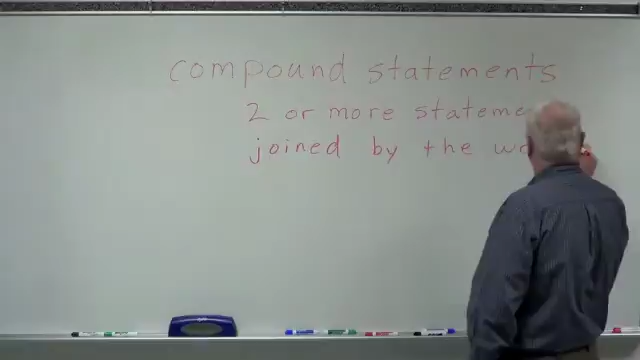 compound statements
2 or more
joined by the